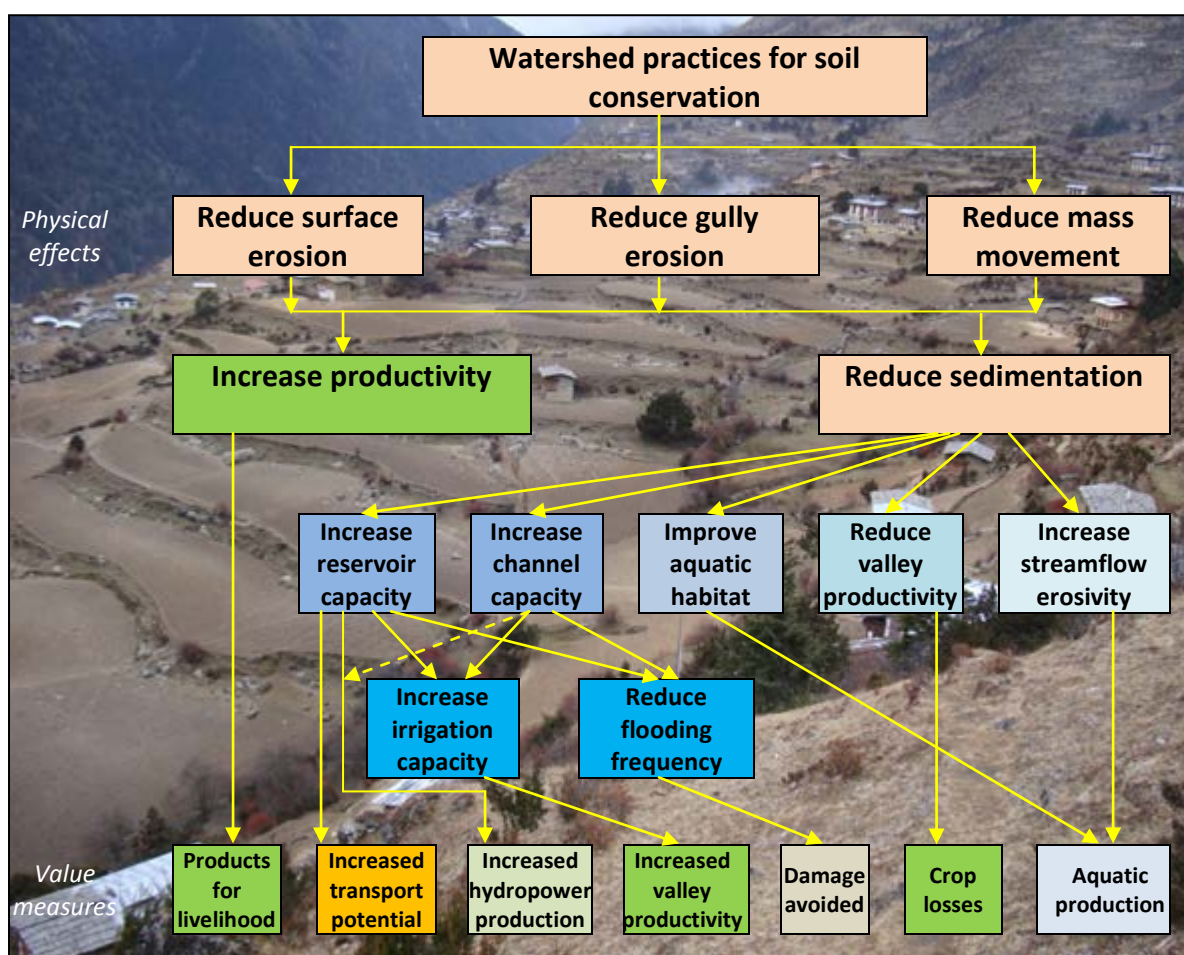 Watershed practices for soil
conservation
Physical
effects
Reduce surface
erosion
Reduce gully
erosion
Reduce mass
movement
Increase productivity
Reduce sedimentation
Increase
reservoir
capacity
Increase
channel
capacity
Improve
aquatic
habitat
Reduce
valley
productivity
Increase
streamflow
erosivity
Increase
irrigation
capacity
Reduce
flooding
frequency
Value
measures
Products
for
livelihood
Increased
transport
potential
Increased
hydropower
production
Increased
valley
productivity
Damage
avoided
Crop
losses
Aquatic
production